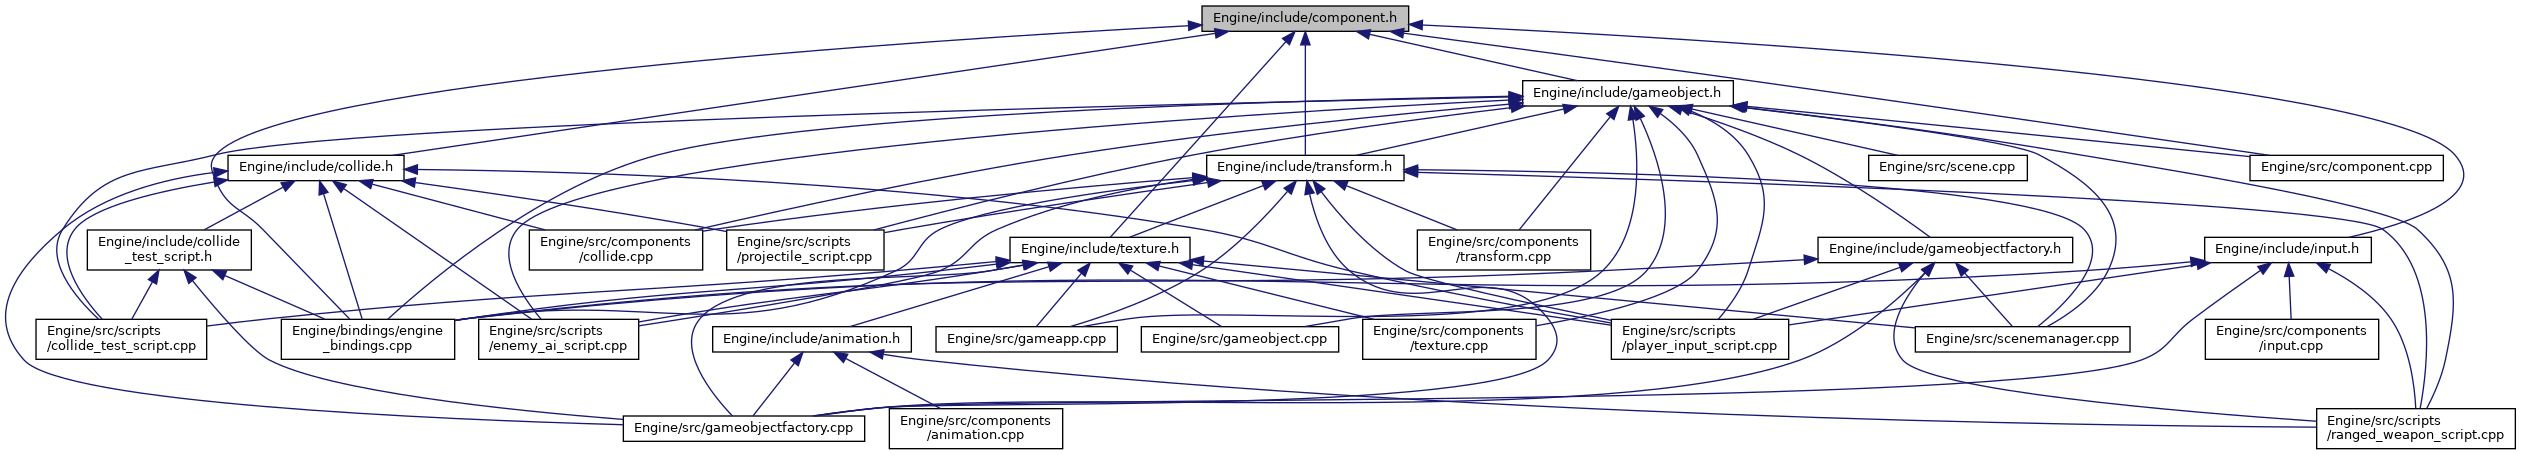 Engine/include/component.h
Engine/include/gameobject.h
Engine/include/collide.h
Engine/include/transform.h
Engine/src/scene.cpp
Engine/src/component.cpp
Engine/include/collide
_test_script.h
Engine/src/components
/collide.cpp
Engine/src/scripts
/projectile_script.cpp
Engine/include/texture.h
Engine/src/components
/transform.cpp
Engine/include/gameobjectfactory.h
Engine/include/input.h
Engine/src/scripts
/collide_test_script.cpp
Engine/bindings/engine
_bindings.cpp
Engine/src/scripts
/enemy_ai_script.cpp
Engine/include/animation.h
Engine/src/gameapp.cpp
Engine/src/gameobject.cpp
Engine/src/components
/texture.cpp
Engine/src/scripts
/player_input_script.cpp
Engine/src/scenemanager.cpp
Engine/src/components
/input.cpp
Engine/src/gameobjectfactory.cpp
Engine/src/components
/animation.cpp
Engine/src/scripts
/ranged_weapon_script.cpp